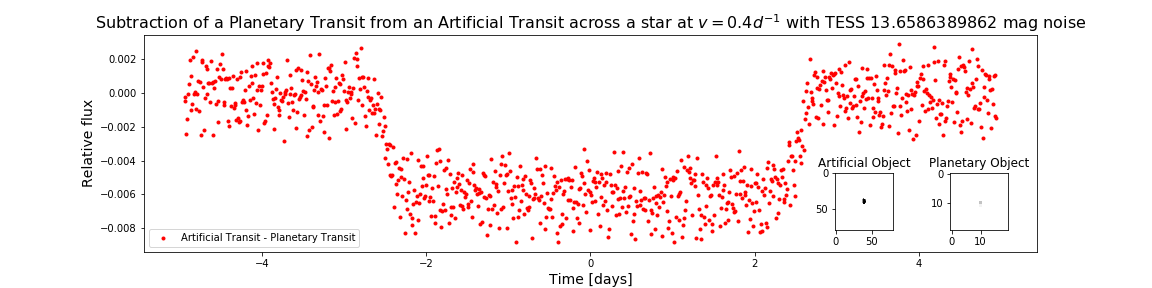 Subtraction of a Planetary Transit from an Artificial Transit across a star at v = 0.4d⁻¹ with TESS 13.6586389862 mag noise
Relative flux
0.002
0.000
−0.002
−0.004
−0.006
−0.008
Artificial Transit - Planetary Transit
Artificial Object
0
50
0 50
Planetary Object
0
10
0 10
−4 −2 0 2 4
Time [days]